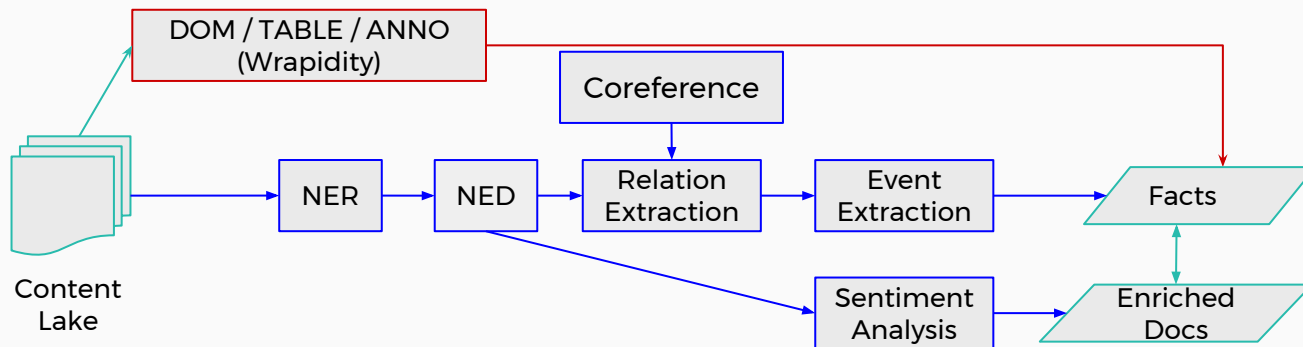 DOM / TABLE / ANNO
(Wrapidity)
Coreference
NER
NED
Relation
Extraction
Event
Extraction
Facts
Content
Lake
Sentiment
Analysis
Enriched
Docs